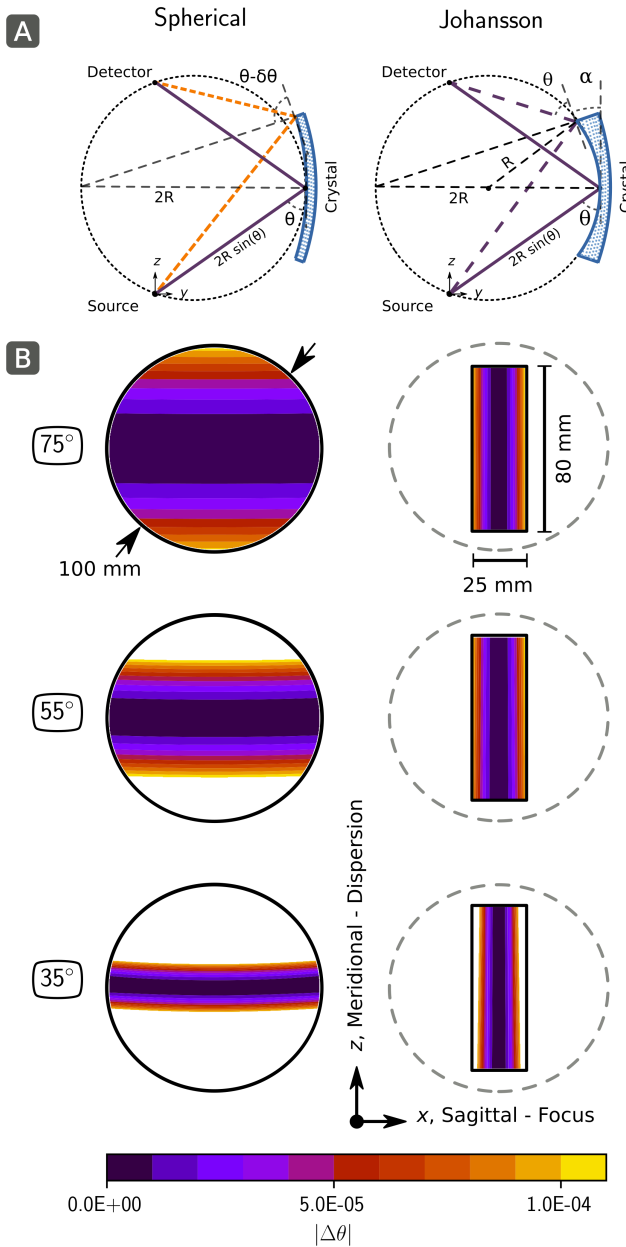 A
Spherical
Johansson
Detector
θ-δθ
2R
θ
2R sin(θ)
Crystal
z
y
Source
Detector
θ
α
R
2R
θ
2R sin(θ)
Crystal
z
y
Source
B
75°
100 mm
80 mm
25 mm
55°
35°
z, Meridional - Dispersion
x, Sagittal - Focus
0.0E+00
5.0E-05
1.0E-04
|Δθ|